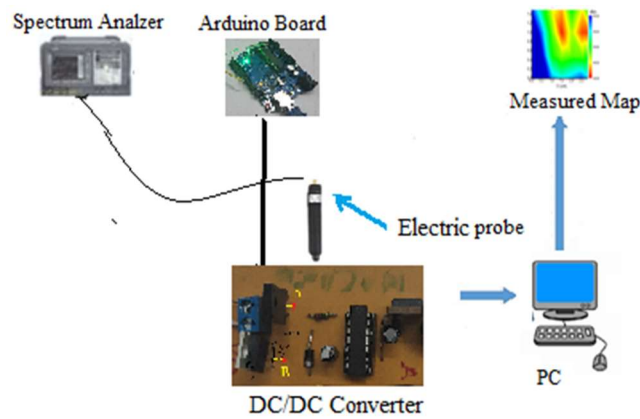 Spectrum Analzer
Arduino Board
Measured Map
Electric probe
PC
DC/DC Converter